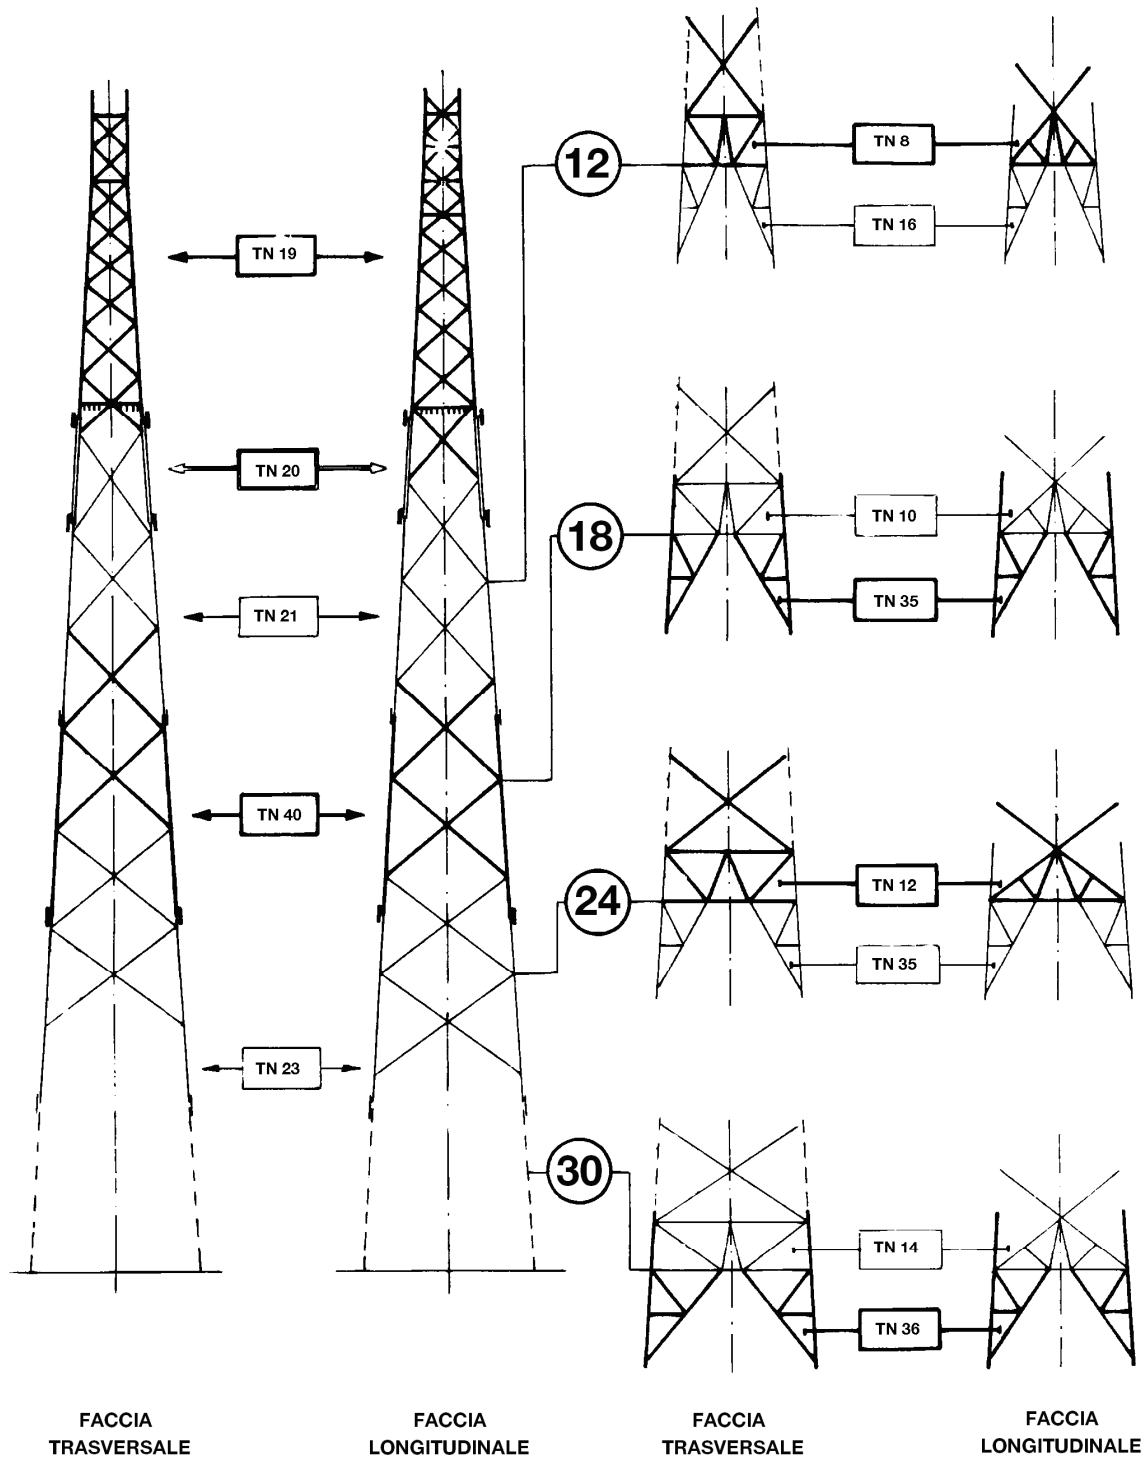 TN 19
TN 20
TN 21
TN 40
TN 23
12
TN 8
TN 16
18
TN 10
TN 35
24
TN 12
TN 35
30
TN 14
TN 36
FACCIA
TRASVERSALE
FACCIA
LONGITUDINALE
FACCIA
TRASVERSALE
FACCIA
LONGITUDINALE